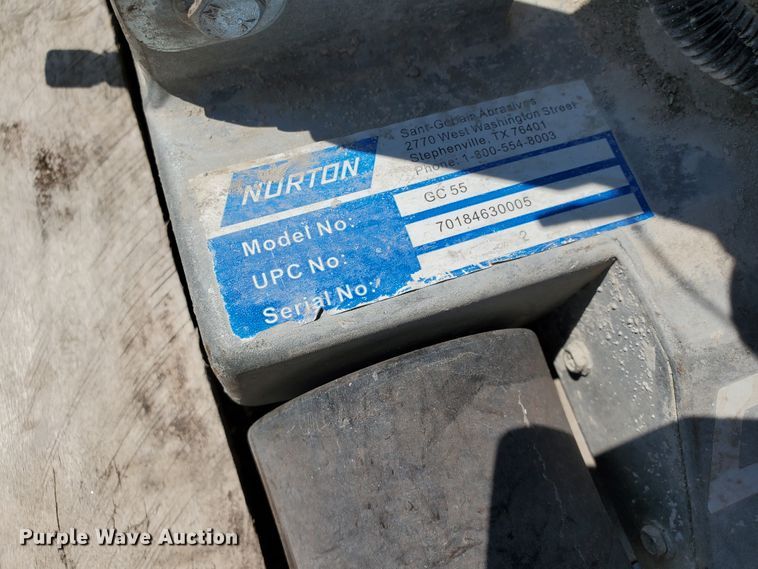 NORTON
Saint-Gobain Abrasives
2770 West Washington Street
Stephenville, TX 76401
Phone: 1-800-554-8003
Model No: GC 55
UPC No: 70184630005
Serial No: 2
Purple Wave Auction